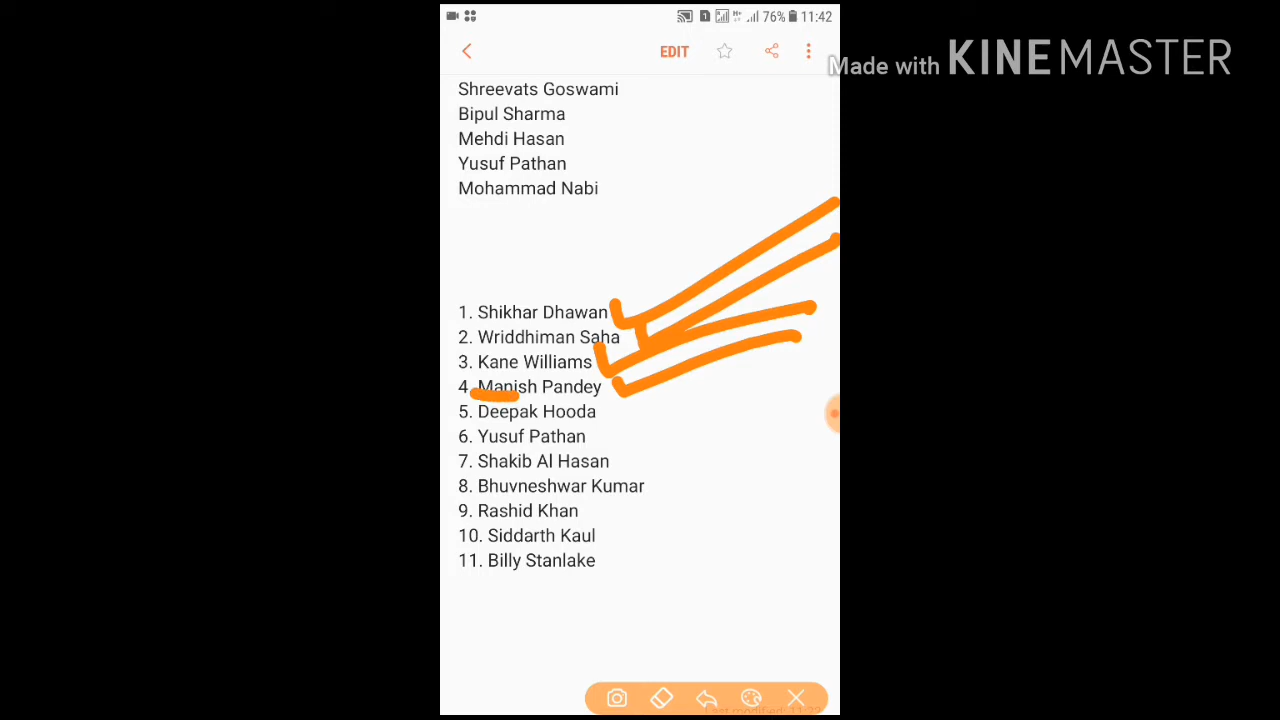 76% 11:42
EDIT
Made with KINEMASTER
Shreevats Goswami
Bipul Sharma
Mehdi Hasan
Yusuf Pathan
Mohammad Nabi
1. Shikhar Dhawan
2. Wriddhiman Saha
3. Kane Williams
4. Manish Pandey
5. Deepak Hooda
6. Yusuf Pathan
7. Shakib Al Hasan
8. Bhuvneshwar Kumar
9. Rashid Khan
10. Siddarth Kaul
11. Billy Stanlake
Last modified: